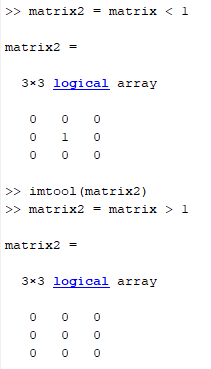 >> matrix2 = matrix < 1
matrix2 =
3×3 logical array
0 0 0
0 1 0
0 0 0
>> imtool(matrix2)
>> matrix2 = matrix > 1
matrix2 =
3×3 logical array
0 0 0
0 0 0
0 0 0